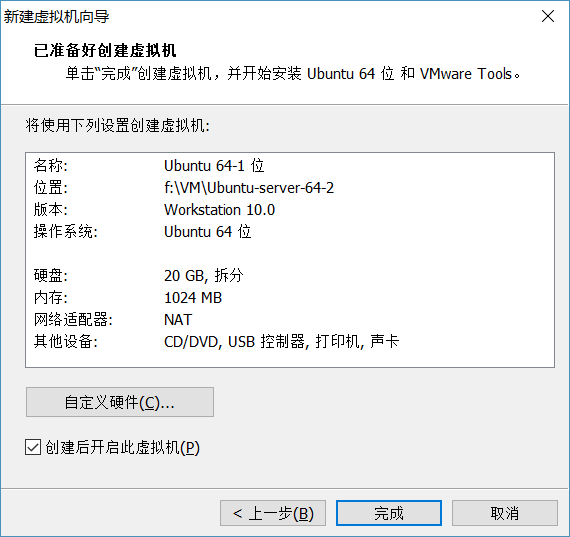 新建虚拟机向导
已准备好创建虚拟机
单击“完成”创建虚拟机，并开始安装 Ubuntu 64 位 和 VMware Tools。
将使用下列设置创建虚拟机:
名称: Ubuntu 64-1 位
位置: f:\VM\Ubuntu-server-64-2
版本: Workstation 10.0
操作系统: Ubuntu 64 位
硬盘: 20 GB, 拆分
内存: 1024 MB
网络适配器: NAT
其他设备: CD/DVD, USB 控制器, 打印机, 声卡
自定义硬件(C)...
创建后开启此虚拟机(P)
< 上一步(B) 完成 取消